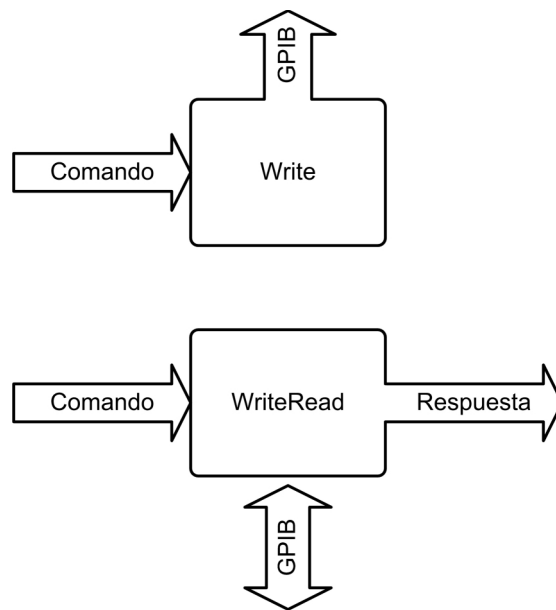 GPIB
Comando
Write
Comando
WriteRead
Respuesta
GPIB